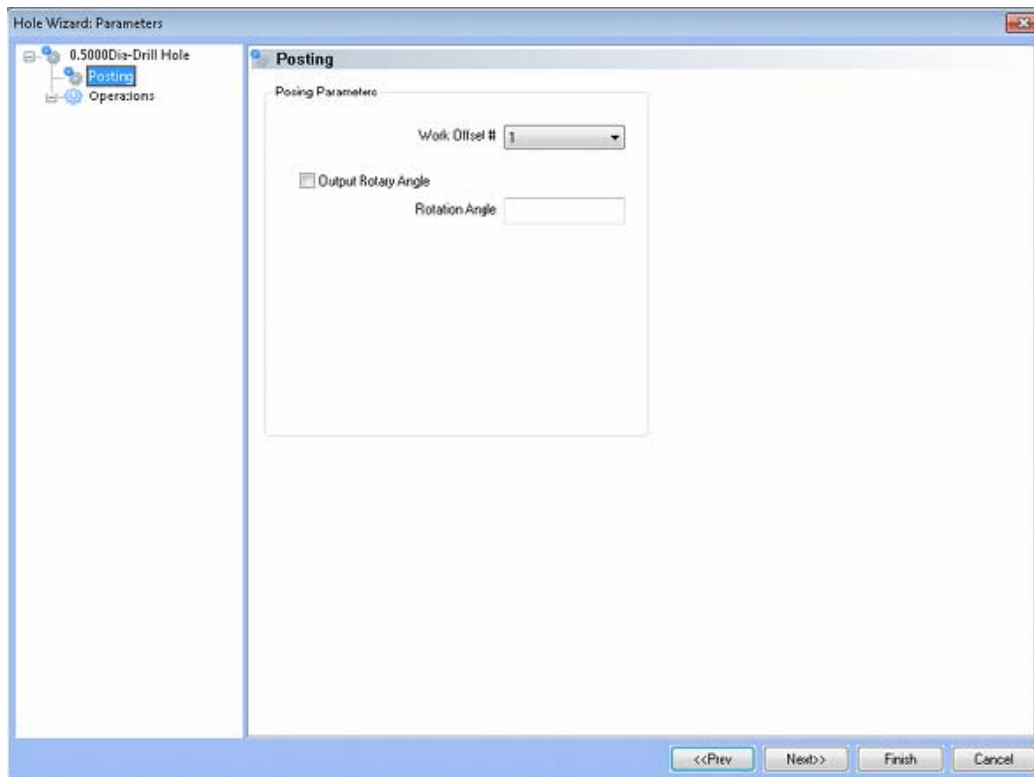 Hole Wizard: Parameters
0.5000Dia-Drill Hole
Posting
Operations
Posting
Posing Parameters
Work Offset # 1
Output Rotary Angle
Rotation Angle
<<Prev Next>> Finish Cancel